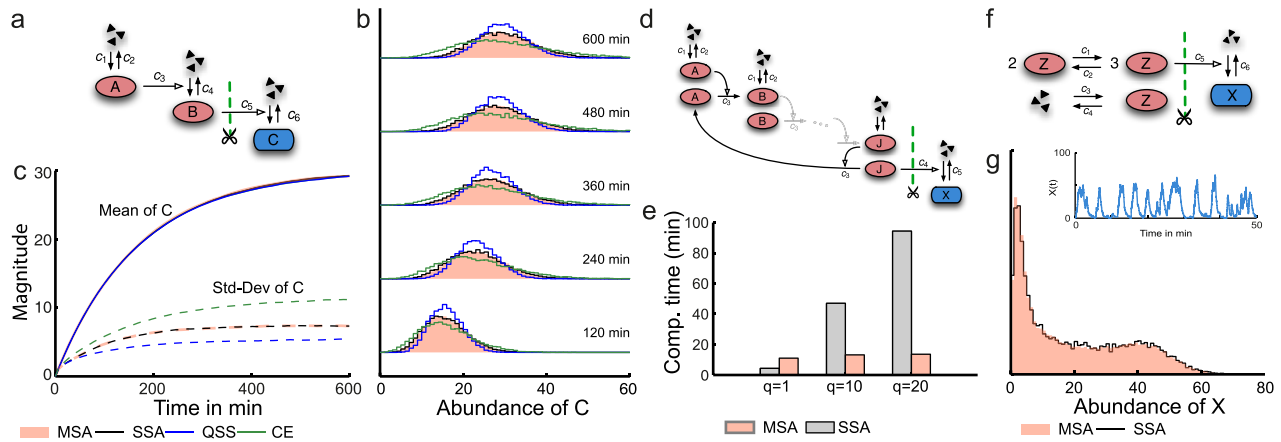 a
c₁ c₂
A
c₃
c₄
B
c₅
c₆
C
b
600 min
480 min
360 min
240 min
120 min
0 20 40 60
Abundance of C
c
30
20
10
0
Magnitude
Mean of C
Std-Dev of C
0 200 400 600
Time in min
MSA SSA QSS CE
d
c₁ c₂
A
A
c₃
B
B
c₃
J
c₃
J
c₄
c₅
X
e
Comp. time (min)
100
80
60
40
20
0
q=1 q=10 q=20
MSA SSA
f
2 Z
c₁
c₂
3 Z
c₅
c₆
X
c₃
c₄
Z
g
100
50
0
X(t)
0 50
Time in min
0 20 40 60 80
Abundance of X
MSA SSA